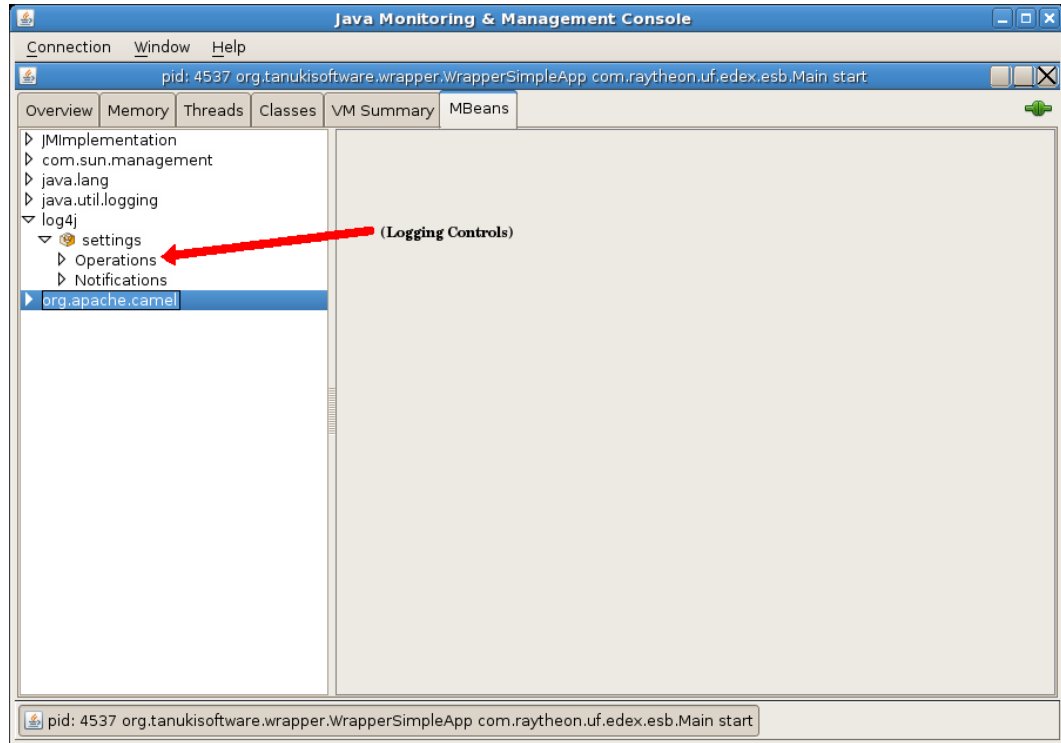 Java Monitoring & Management Console
Connection Window Help
pid: 4537 org.tanukisoftware.wrapper.WrapperSimpleApp com.raytheon.uf.edex.esb.Main start
Overview Memory Threads Classes VM Summary MBeans
JMImplementation
com.sun.management
java.lang
java.util.logging
log4j
settings
(Logging Controls)
Operations
Notifications
org.apache.camel
pid: 4537 org.tanukisoftware.wrapper.WrapperSimpleApp com.raytheon.uf.edex.esb.Main start